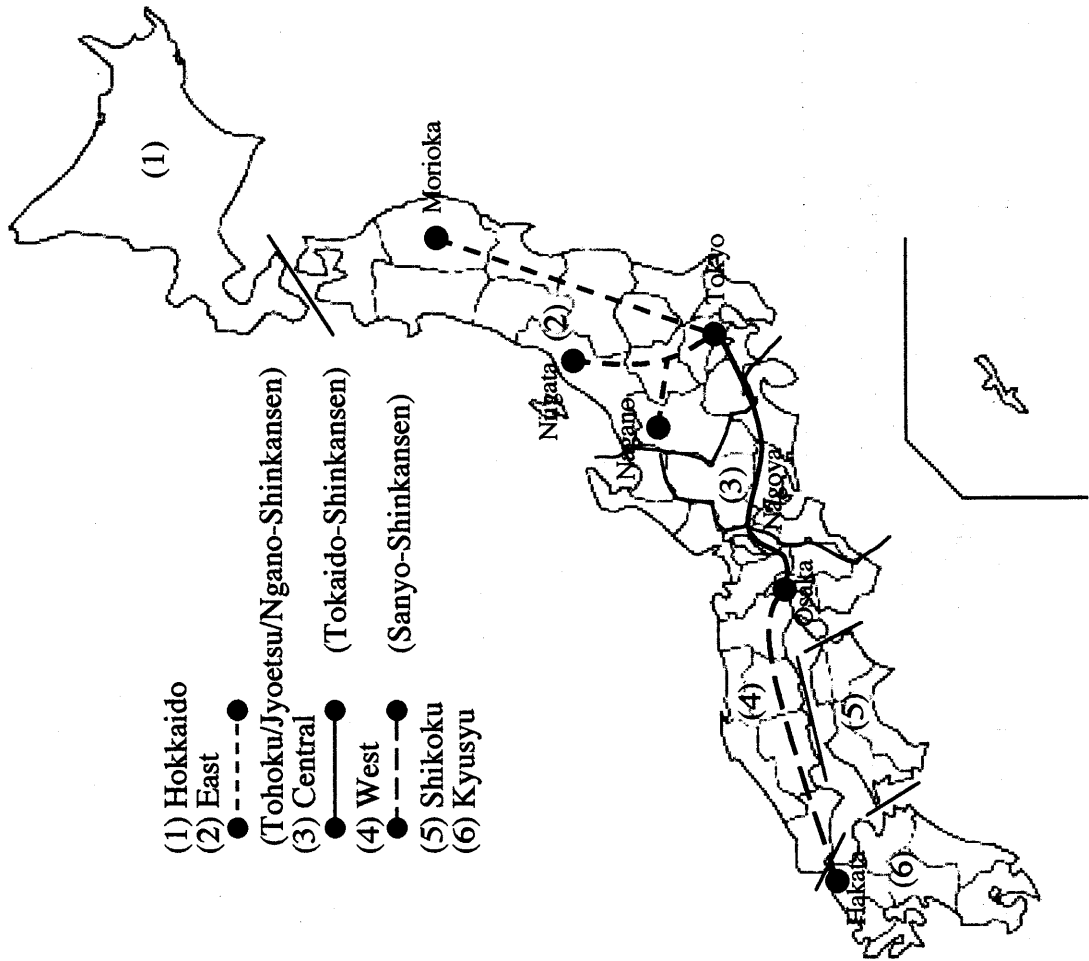 (1) Hokkaido
(2) East
(Tohoku/Jyoetsu/Ngano-Shinkansen)
(3) Central
(Tokaido-Shinkansen)
(4) West
(Sanyo-Shinkansen)
(5) Shikoku
(6) Kyusyu
(1)
Morioka
(2)
Niigata
Tokyo
Nagano
(3)
Nagoya
Osaka
(4)
(5)
Hakata
(6)